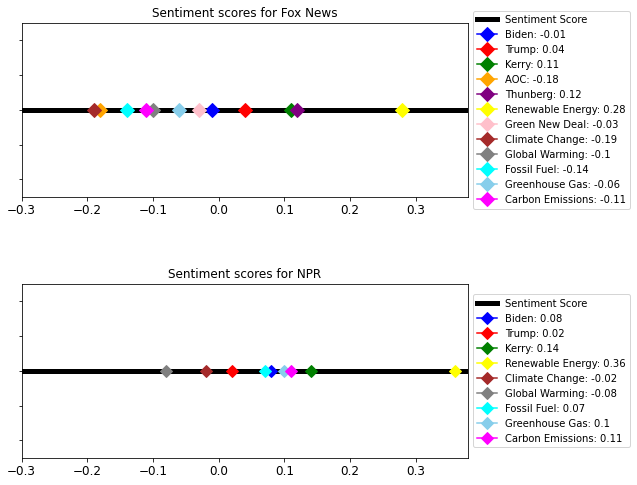 Sentiment scores for Fox News
Sentiment Score
Biden: -0.01
Trump: 0.04
Kerry: 0.11
AOC: -0.18
Thunberg: 0.12
Renewable Energy: 0.28
Green New Deal: -0.03
Climate Change: -0.19
Global Warming: -0.1
Fossil Fuel: -0.14
Greenhouse Gas: -0.06
Carbon Emissions: -0.11
−0.3 −0.2 −0.1 0.0 0.1 0.2 0.3
Sentiment scores for NPR
Sentiment Score
Biden: 0.08
Trump: 0.02
Kerry: 0.14
Renewable Energy: 0.36
Climate Change: -0.02
Global Warming: -0.08
Fossil Fuel: 0.07
Greenhouse Gas: 0.1
Carbon Emissions: 0.11
−0.3 −0.2 −0.1 0.0 0.1 0.2 0.3